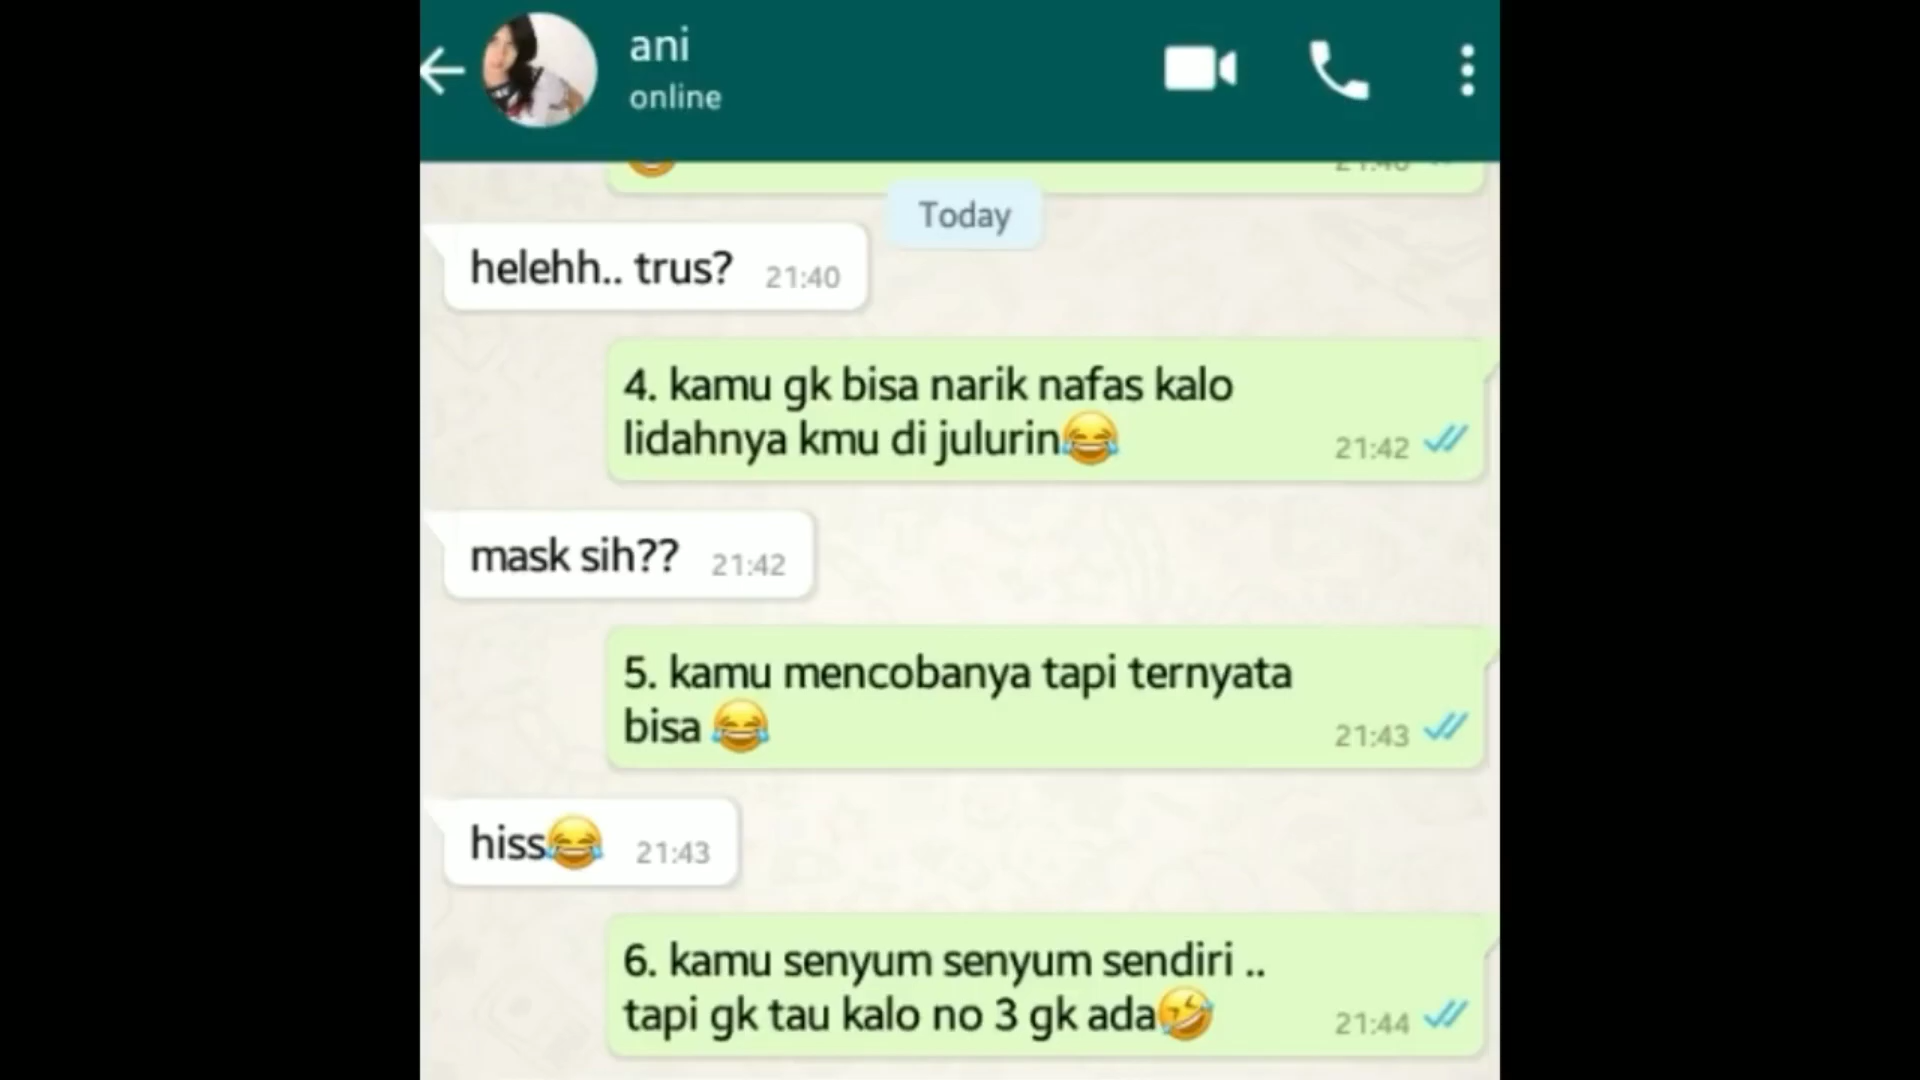 ani
online
Today
helehh.. trus? 21:40
4. kamu gk bisa narik nafas kalo
lidahnya kmu di julurin😂 21:42
mask sih?? 21:42
5. kamu mencobanya tapi ternyata
bisa 😂 21:43
hiss😂 21:43
6. kamu senyum senyum sendiri ..
tapi gk tau kalo no 3 gk ada🤣 21:44